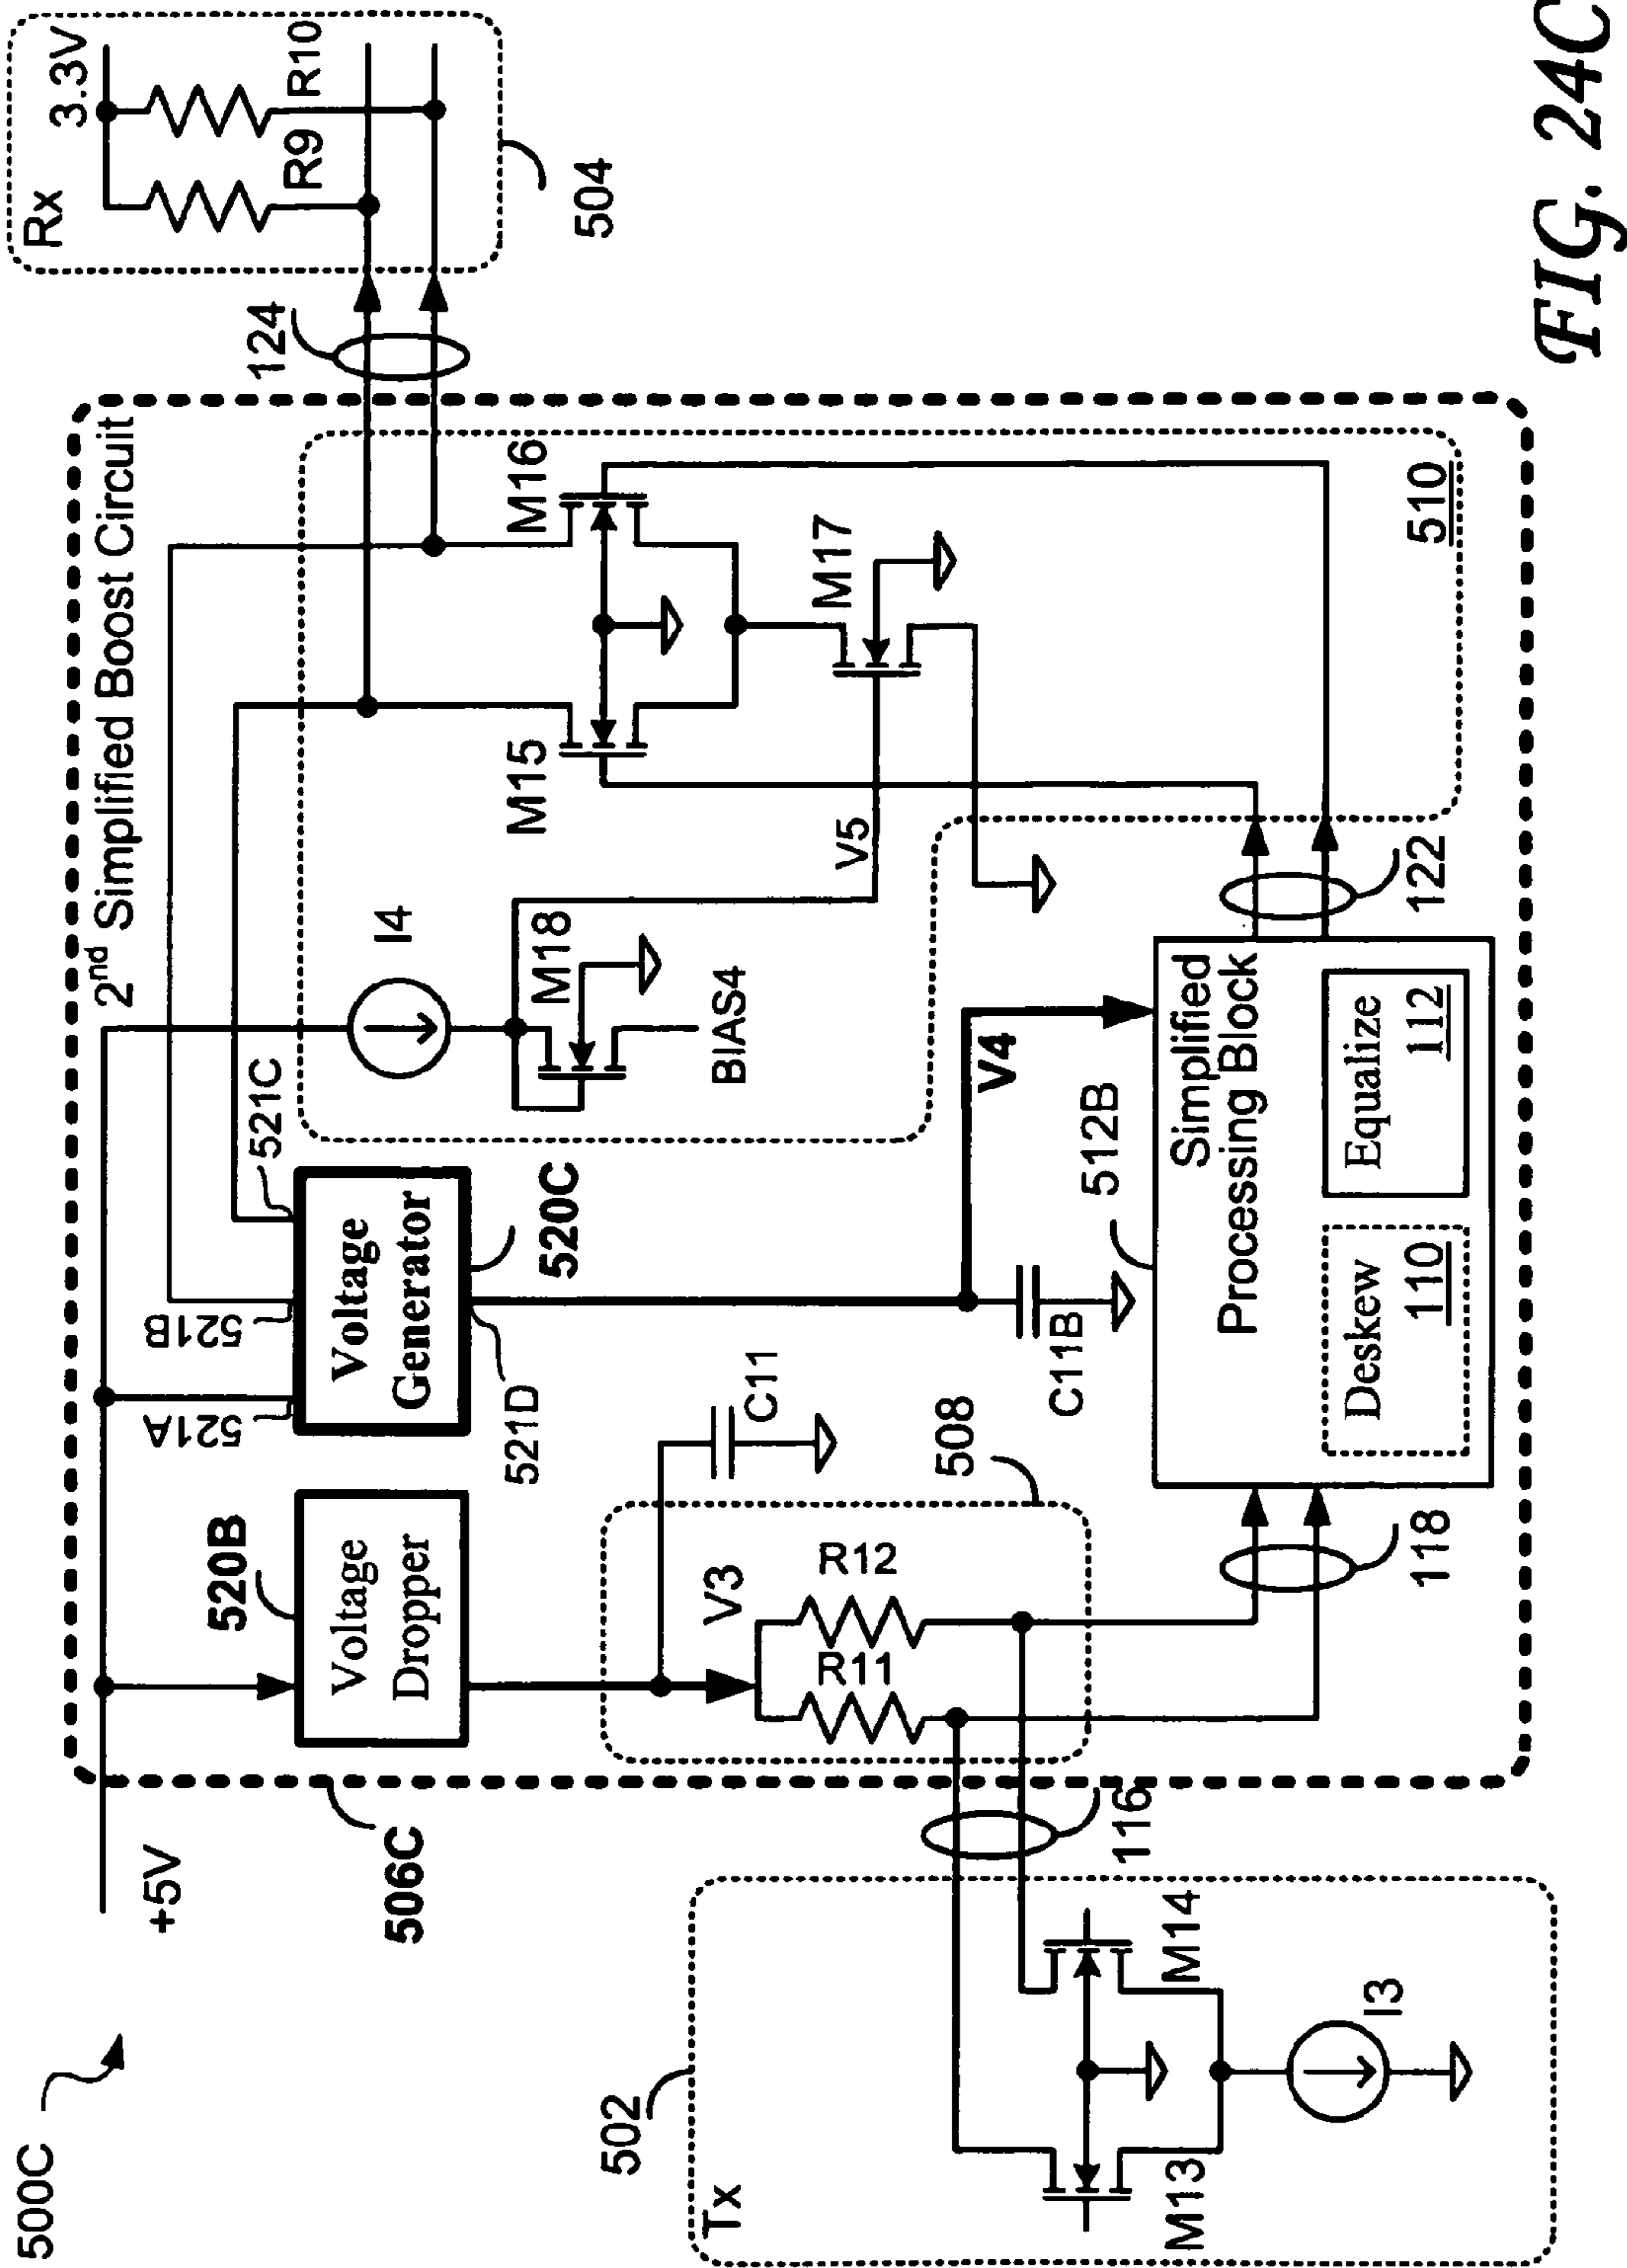 500C
+5V
506C
2nd Simplified Boost Circuit
520B
Voltage
Dropper
521A
521B
521C
Voltage
Generator
520C
521D
I4
M18
BIAS4
V5
M15
M16
M17
510
124
Rx
3.3V
R9
R10
504
C11
508
V3
R11
R12
C11B
V4
512B
Simplified
Processing Block
Deskew
110
Equalize
112
118
122
116
502
Tx
M13
M14
I3
FIG. 24C